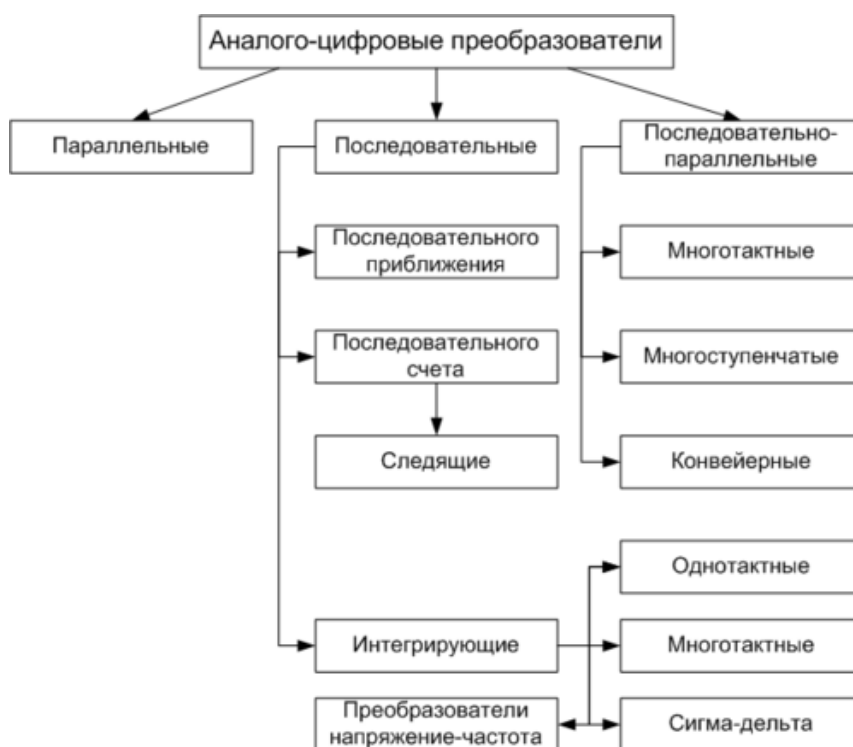 Аналого-цифровые преобразователи
Параллельные
Последовательные
Последовательно-
параллельные
Последовательного
приближения
Многотактные
Последовательного
счета
Многоступенчатые
Следящие
Конвейерные
Однотактные
Интегрирующие
Многотактные
Преобразователи
напряжение-частота
Сигма-дельта